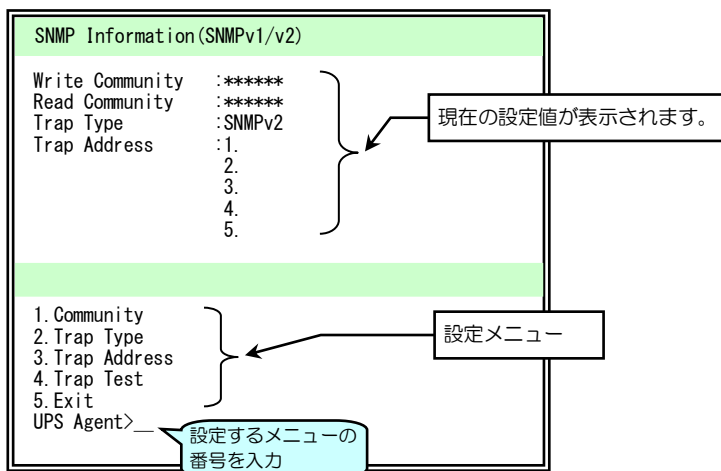 SNMP Information(SNMPv1/v2)
Write Community :******
Read Community :******
Trap Type :SNMPv2
Trap Address :1.
2.
3.
4.
5.
現在の設定値が表示されます。
1.Community
2.Trap Type
3.Trap Address
4.Trap Test
5.Exit
UPS Agent>__
設定メニュー
設定するメニューの
番号を入力